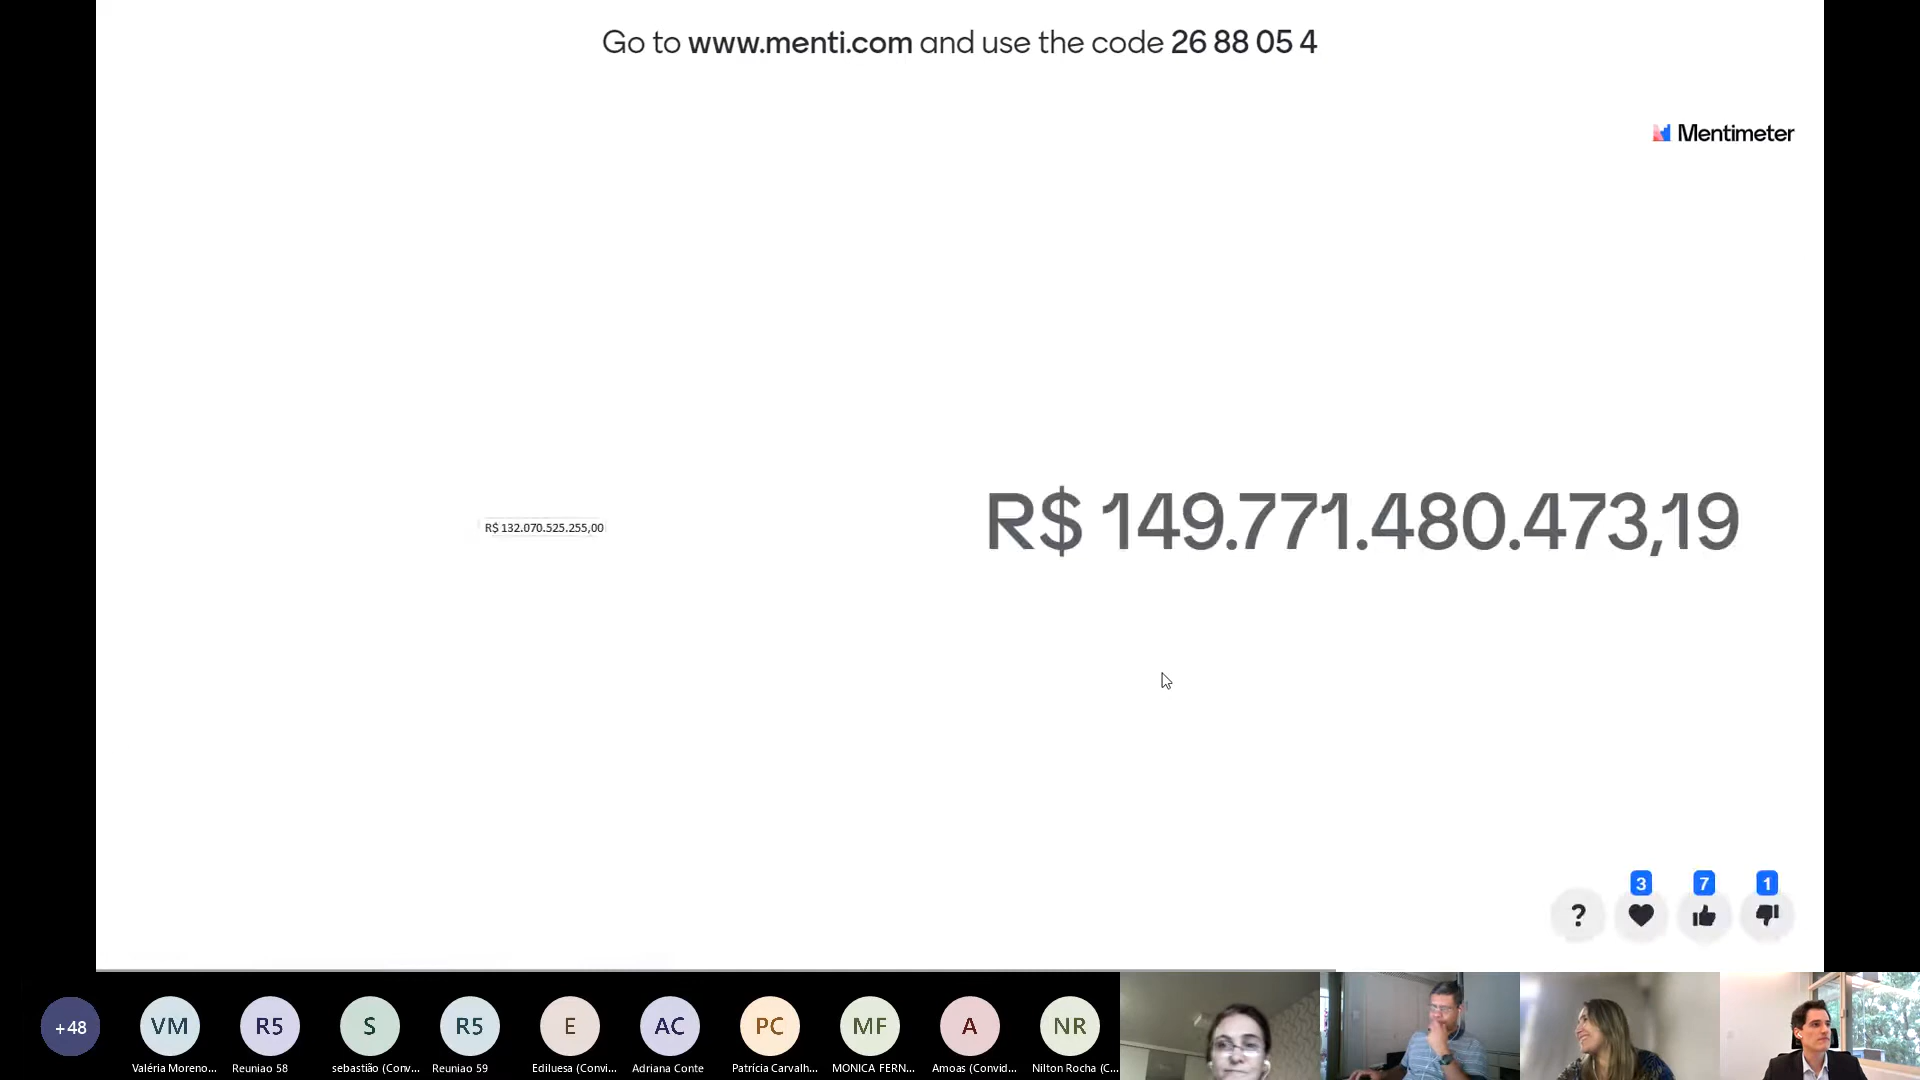 Go to www.menti.com and use the code 26 88 05 4
Mentimeter
R$ 132.070.525.255,00
R$ 149.771.480.473,19
3
7
1
?
+48
VM
R5
S
R5
E
AC
PC
MF
A
NR
Valéria Moreno...
Reuniao 58
sebastião (Conv...
Reuniao 59
Ediluesa (Convi...
Adriana Conte
Patrícia Carvalh...
MONICA FERN...
Amoas (Convid...
Nilton Rocha (C...